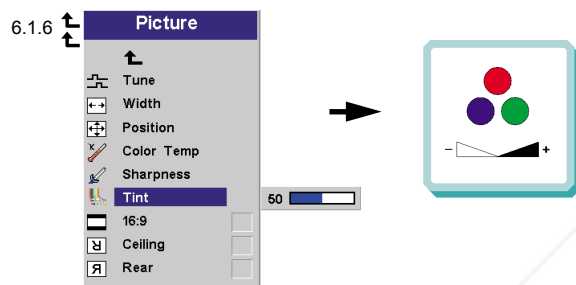 6.1.6
Picture
Tune
Width
Position
K
Color Temp
Sharpness
Tint
50
16:9
R Ceiling
R Rear
- +